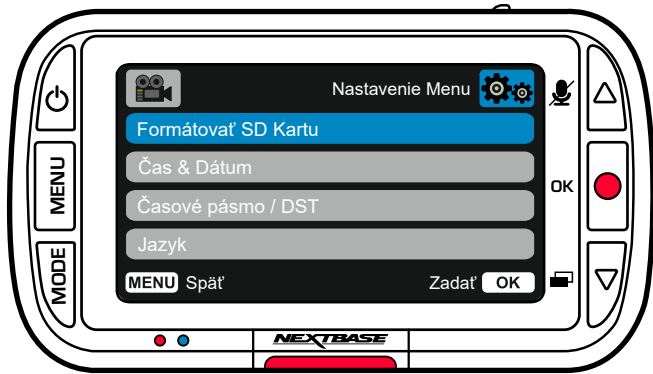 Nastavenie Menu
Formátovať SD Kartu
Čas & Dátum
Časové pásmo / DST
Jazyk
MENU Späť
Zadať OK
MENU
MODE
OK
NEXTBASE